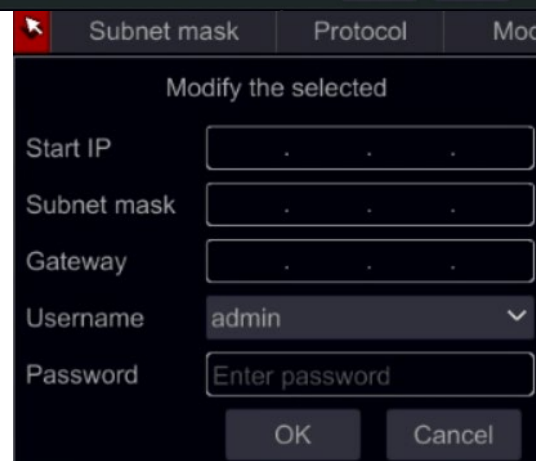 Subnet mask Protocol
Modify the selected
Start IP . . .
Subnet mask . . .
Gateway . . .
Username admin
Password Enter password
OK Cancel